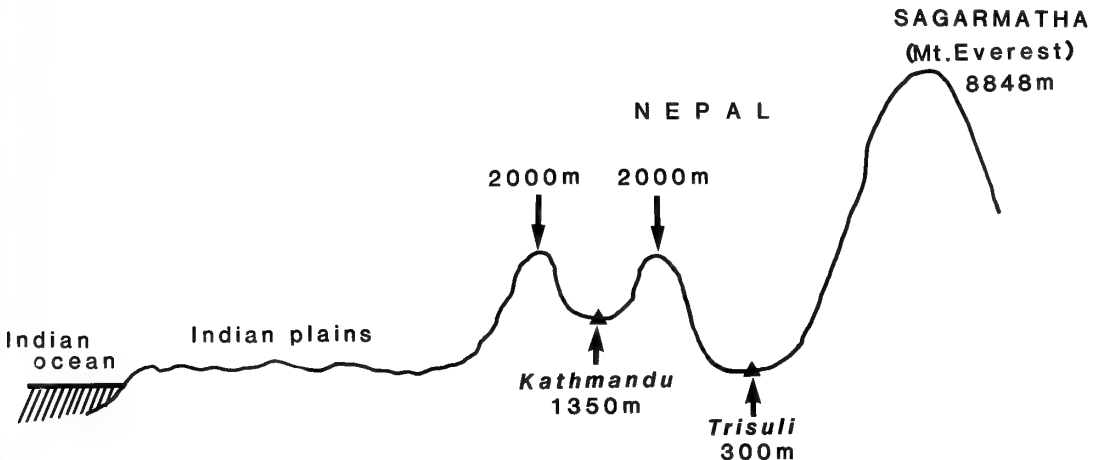 SAGARMATHA
(Mt.Everest)
8848m
NEPAL
2000m
2000m
Indian
ocean
Indian plains
Kathmandu
1350m
Trisuli
300m